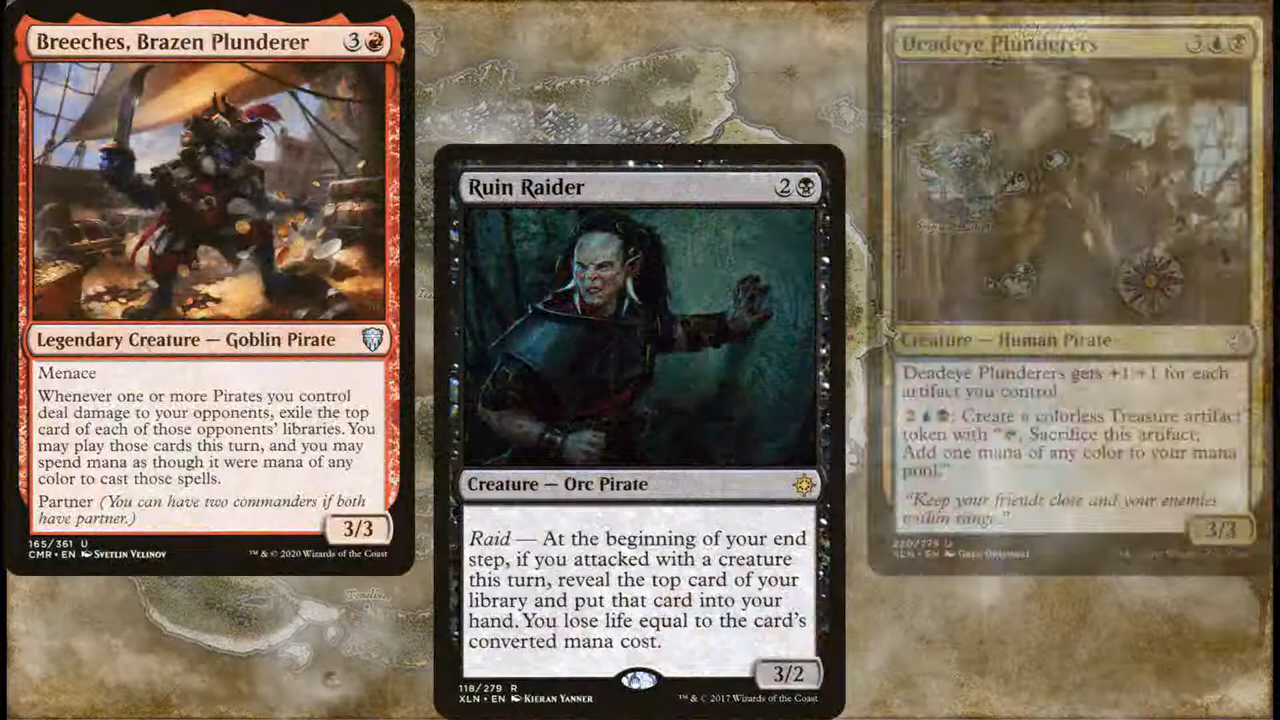 Breeches, Brazen Plunderer 3
Legendary Creature — Goblin Pirate
Menace
Whenever one or more Pirates you control
deal damage to your opponents, exile the top
card of each of those opponents' libraries. You
may play those cards this turn, and you may
spend mana as though it were mana of any
color to cast those spells.
Partner (You can have two commanders if both
have partner.)
3/3
165/361 U
CMR • EN Svetlin Velinov
™ & © 2020 Wizards of the Coast
Ruin Raider 2
Creature — Orc Pirate
Raid — At the beginning of your end
step, if you attacked with a creature
this turn, reveal the top card of your
library and put that card into your
hand. You lose life equal to the card's
converted mana cost.
3/2
118/279 R
XLN • EN Kieran Yanner
™ & © 2017 Wizards of the Coast
Deadeye Plunderers 3
Creature — Human Pirate
Deadeye Plunderers gets +1/+1 for each
artifact you control.
2 : Create a colorless Treasure artifact
token with " , Sacrifice this artifact:
Add one mana of any color to your mana
pool."
"Keep your friends close and your enemies
within range."
3/3
220/279 U
XLN • EN